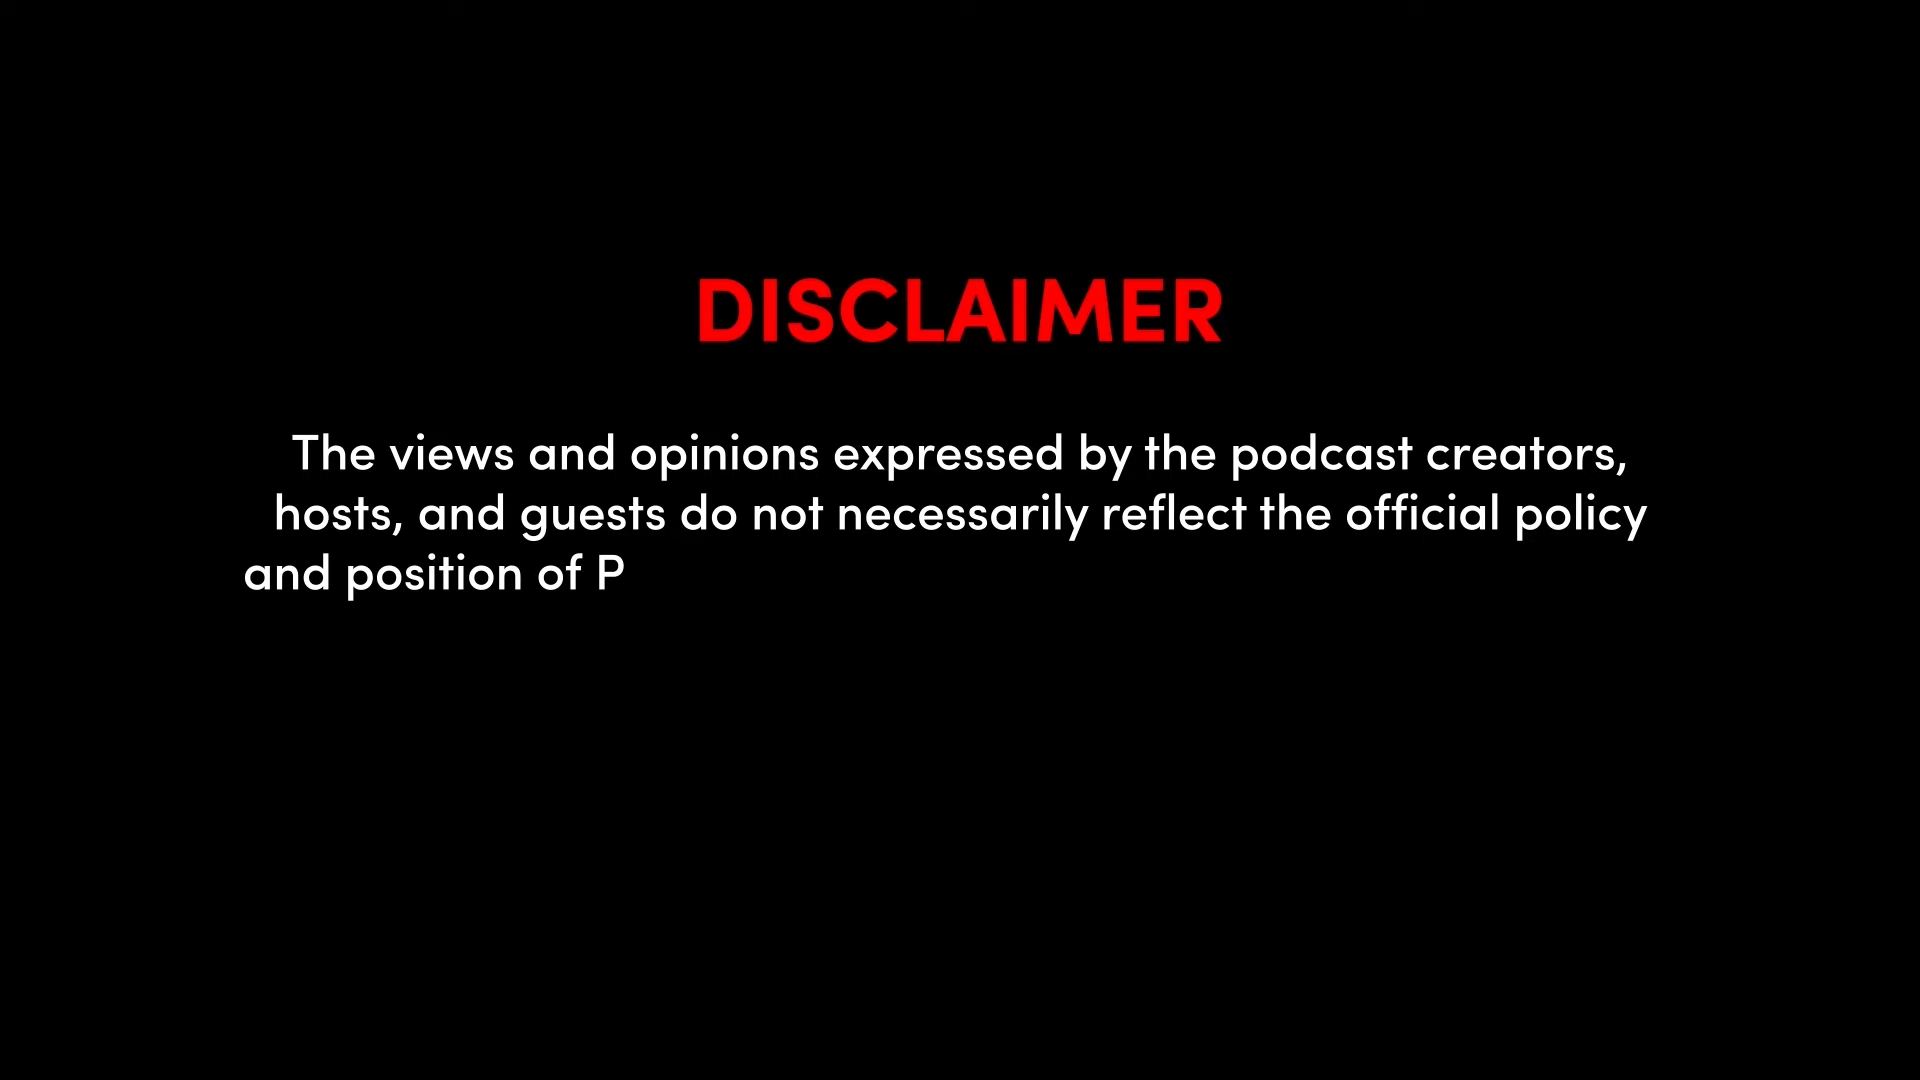 DISCLAIMER
The views and opinions expressed by the podcast creators,
hosts, and guests do not necessarily reflect the official policy
and position of P